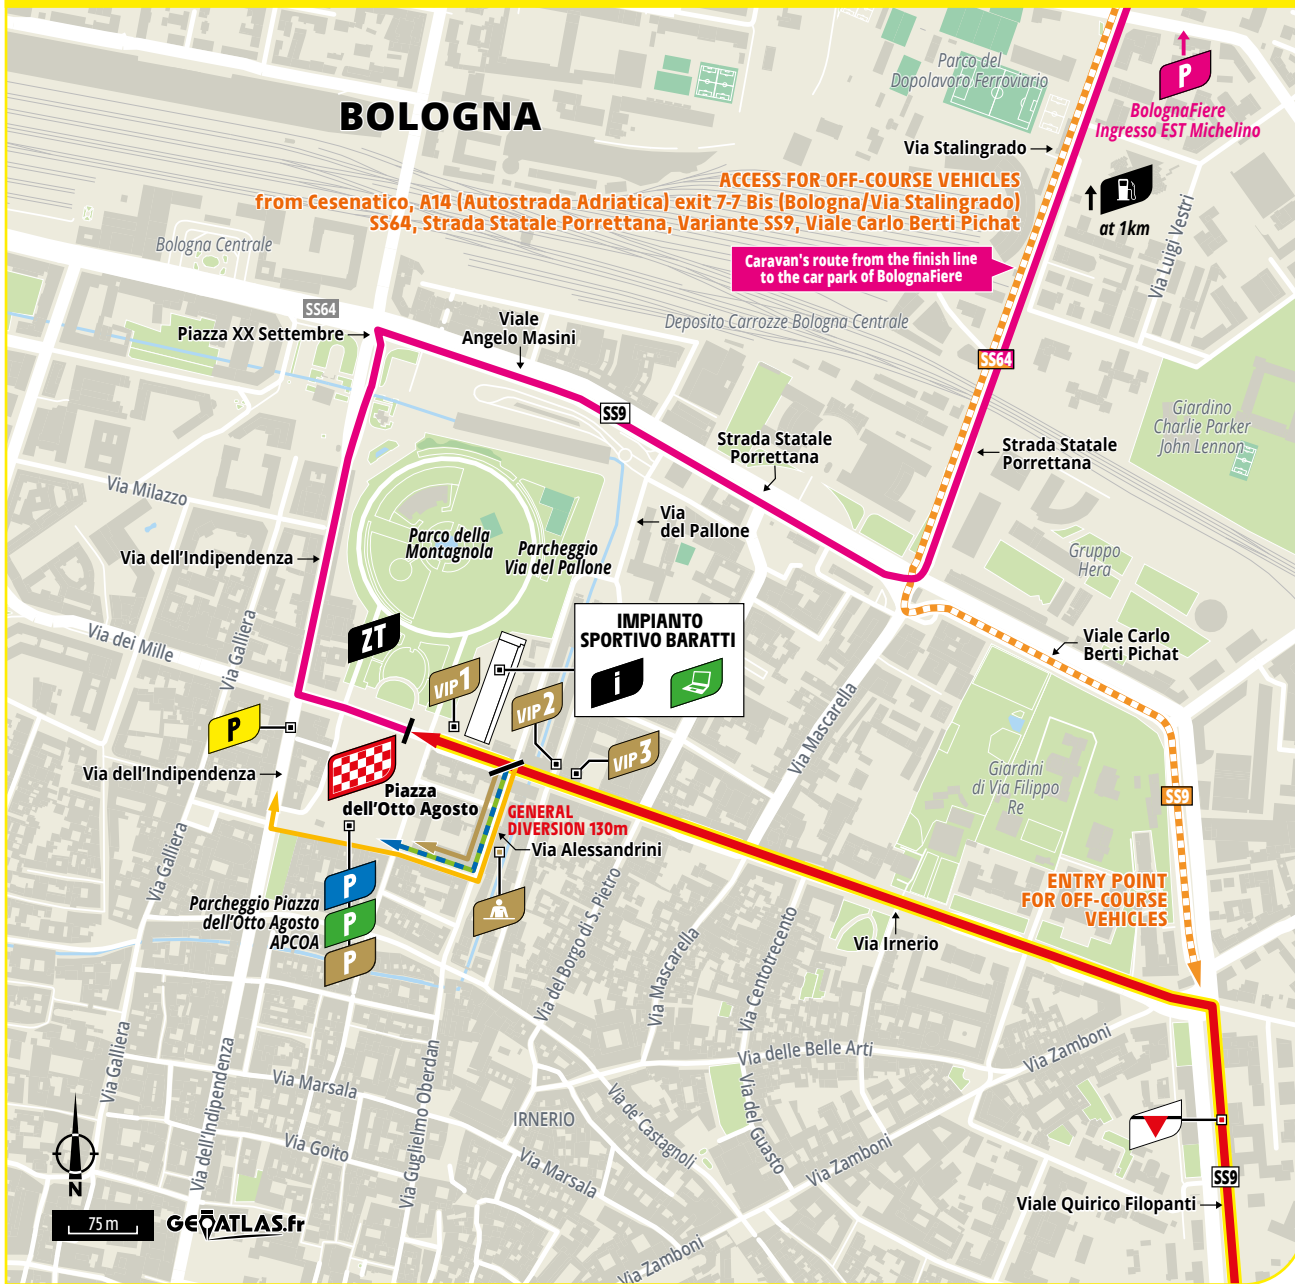 Parco del
Dopolavoro Ferroviario
P
BolognaFiere
Ingresso EST Michelino
BOLOGNA
Via Stalingrado
ACCESS FOR OFF-COURSE VEHICLES
from Cesenatico, A14 (Autostrada Adriatica) exit 7-7 Bis (Bologna/Via Stalingrado)
SS64, Strada Statale Porrettana, Variante SS9, Viale Carlo Berti Pichat
at 1km
Via Luigi Vestri
Bologna Centrale
Caravan's route from the finish line
to the car park of BolognaFiere
SS64
Piazza XX Settembre
Viale
Angelo Masini
Deposito Carrozze Bologna Centrale
SS64
SS9
Giardino
Charlie Parker
John Lennon
Strada Statale
Porrettana
Strada Statale
Porrettana
Via Milazzo
Via
del Pallone
Parco della
Montagnola
Parcheggio
Via del Pallone
Via dell'Indipendenza
Gruppo
Hera
Via dei Mille
Via Galliera
ZT
IMPIANTO
SPORTIVO BARATTI
i
Viale Carlo
Berti Pichat
VIP 1
VIP 2
VIP 3
Via Mascarella
P
Via dell'Indipendenza
Piazza
dell'Otto Agosto
Giardini
di Via Filippo
Re
SS9
GENERAL
DIVERSION 130m
Via Alessandrini
Via Galliera
P
P
P
Parcheggio Piazza
dell'Otto Agosto
APCOA
ENTRY POINT
FOR OFF-COURSE
VEHICLES
Via Irnerio
Via del Borgo di S. Pietro
Via Mascarella
Via Centotrecento
Via Galliera
Via dell'Indipendenza
Via Marsala
Via Guglielmo Oberdan
Via delle Belle Arti
Via Zamboni
IRNERIO
Via de' Castagnoli
Via del Guasto
Via Goito
Via Marsala
Via Zamboni
SS9
Viale Quirico Filopanti
N
75 m
GEOATLAS.fr
Via Zamboni